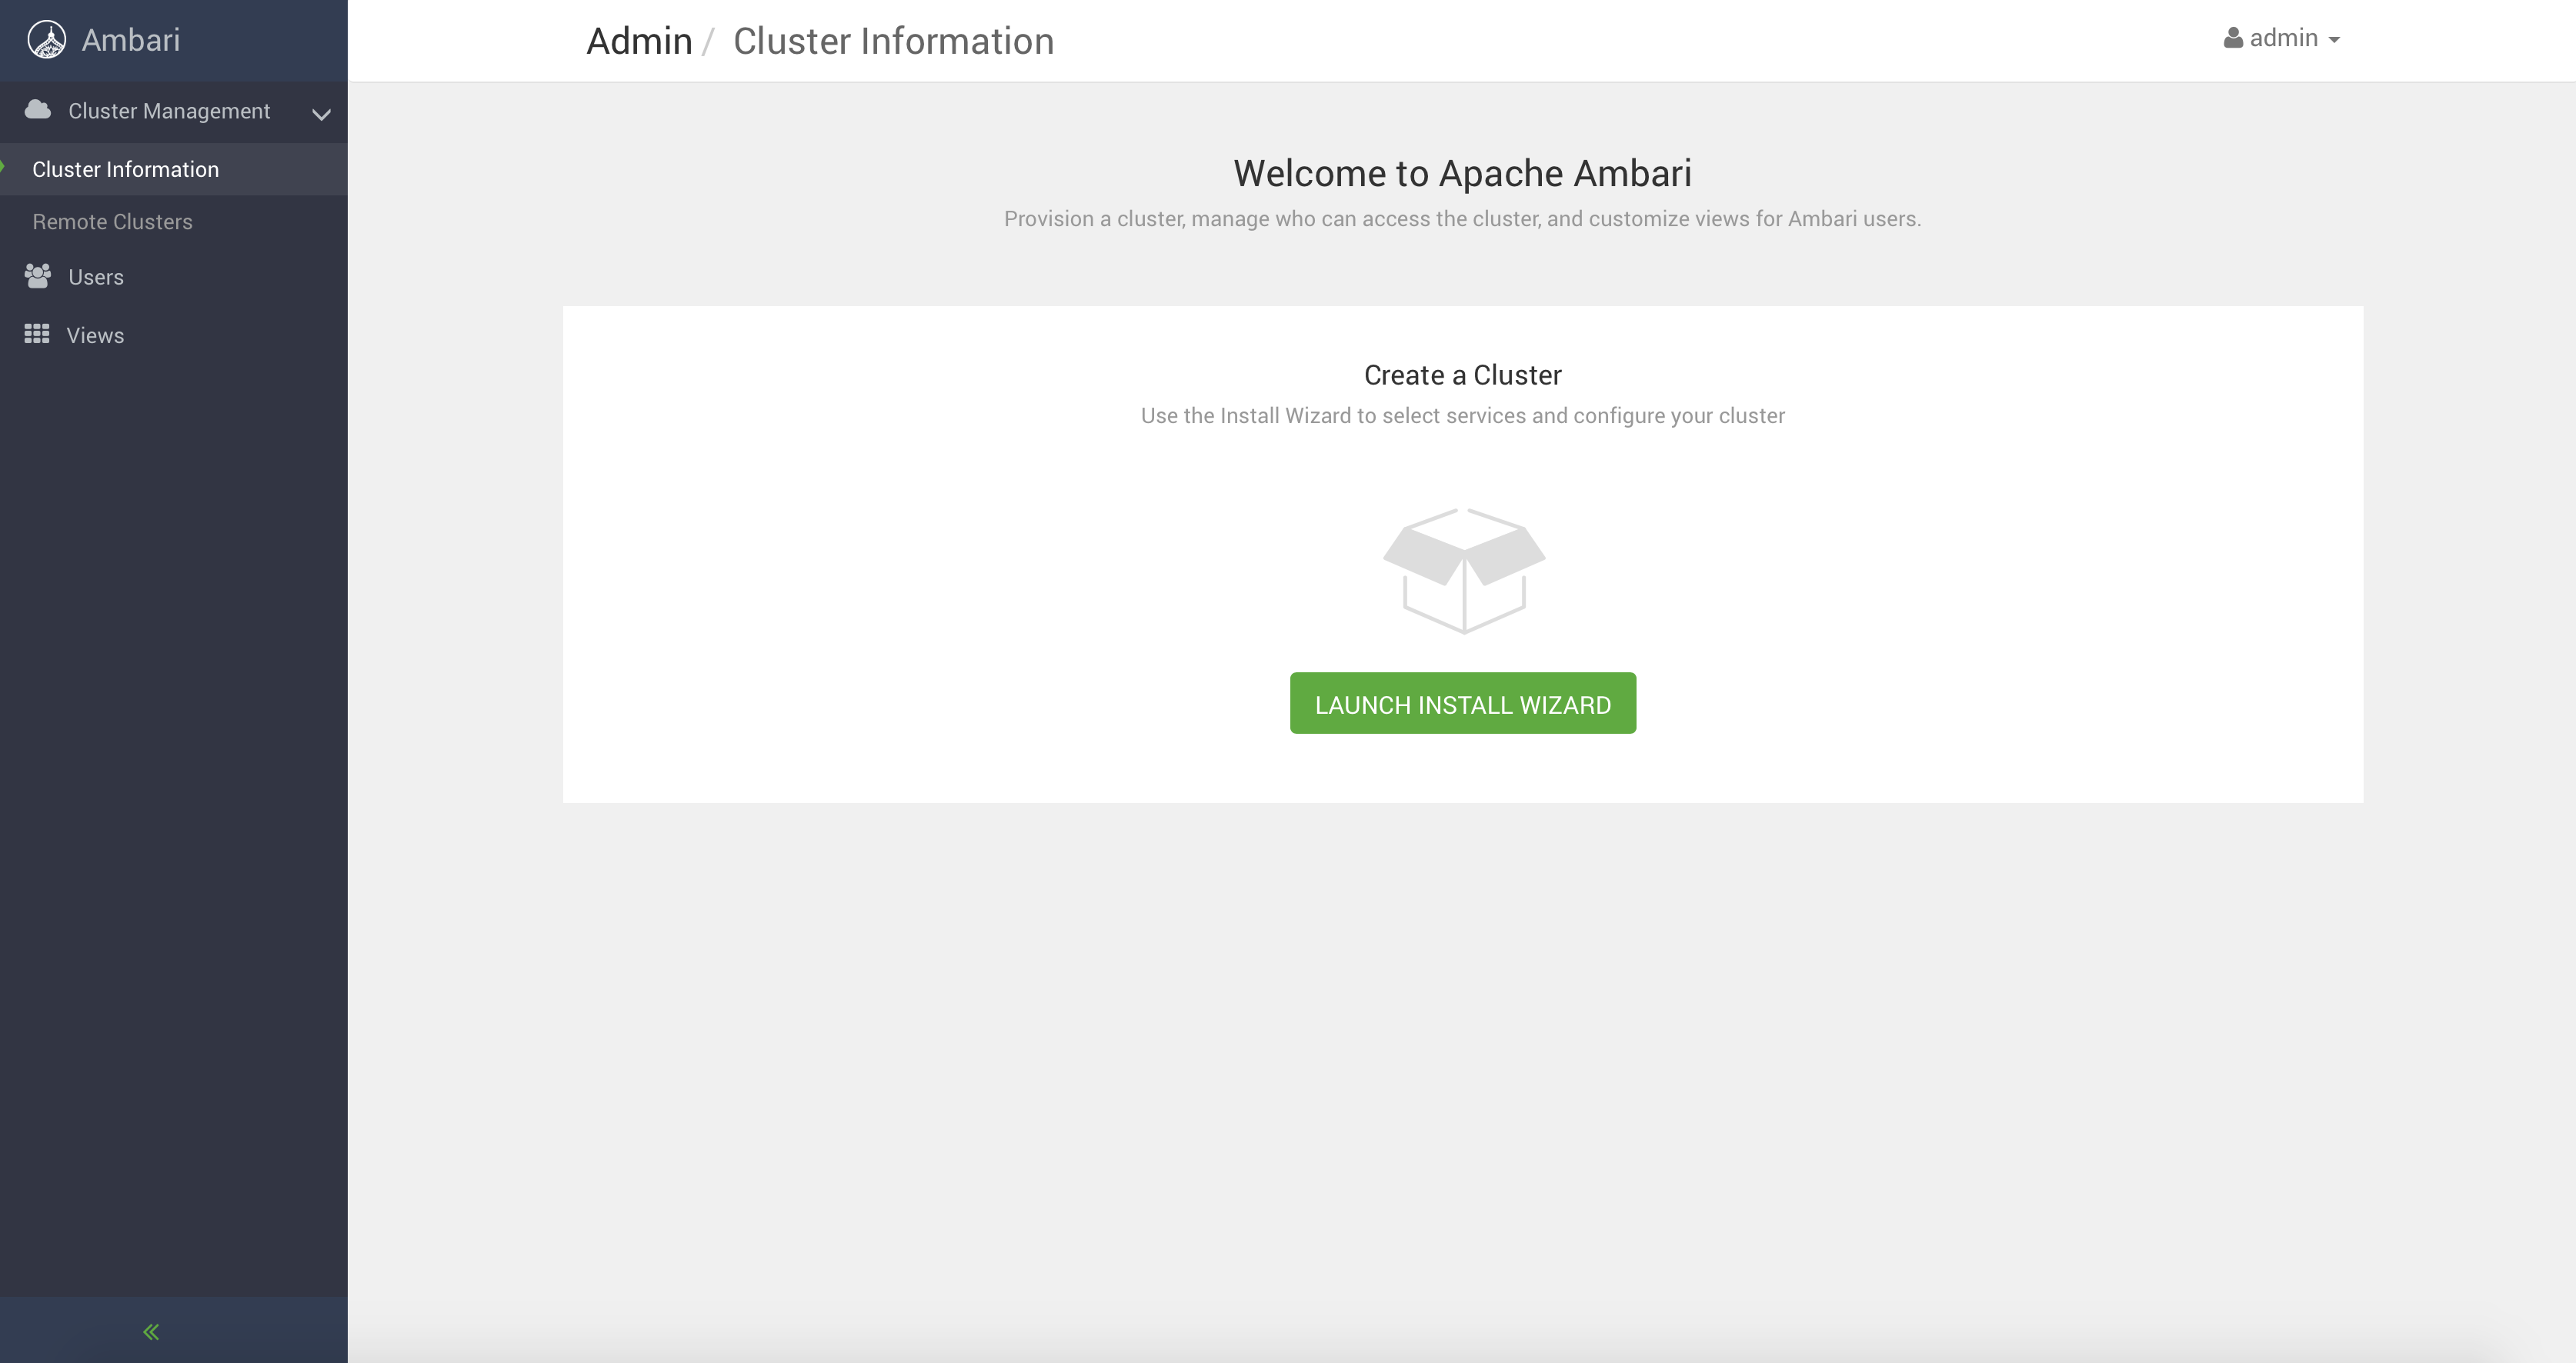 Ambari
Admin / Cluster Information
admin
Cluster Management
Cluster Information
Remote Clusters
Users
Views
Welcome to Apache Ambari
Provision a cluster, manage who can access the cluster, and customize views for Ambari users.
Create a Cluster
Use the Install Wizard to select services and configure your cluster
LAUNCH INSTALL WIZARD